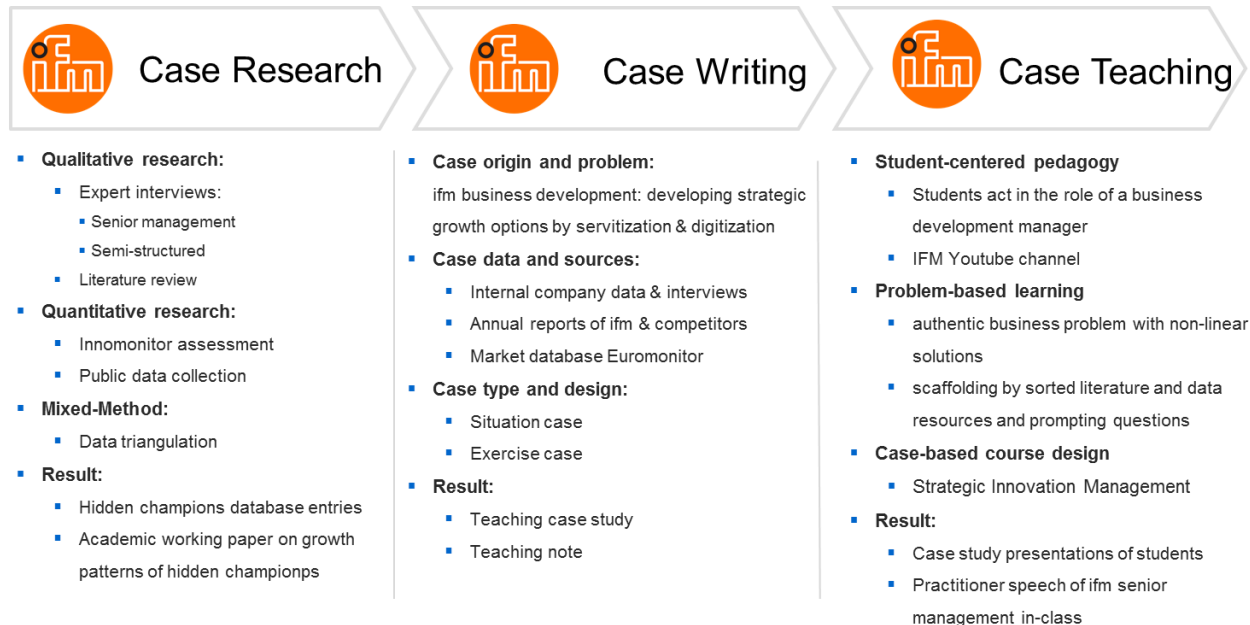 ifm
Case Research
Qualitative research:
Expert interviews:
Senior management
Semi-structured
Literature review
Quantitative research:
Innomonitor assessment
Public data collection
Mixed-Method:
Data triangulation
Result:
Hidden champions database entries
Academic working paper on growth
patterns of hidden championps
ifm
Case Writing
Case origin and problem:
ifm business development: developing strategic
growth options by servitization & digitization
Case data and sources:
Internal company data & interviews
Annual reports of ifm & competitors
Market database Euromonitor
Case type and design:
Situation case
Exercise case
Result:
Teaching case study
Teaching note
ifm
Case Teaching
Student-centered pedagogy
Students act in the role of a business
development manager
IFM Youtube channel
Problem-based learning
authentic business problem with non-linear
solutions
scaffolding by sorted literature and data
resources and prompting questions
Case-based course design
Strategic Innovation Management
Result:
Case study presentations of students
Practitioner speech of ifm senior
management in-class